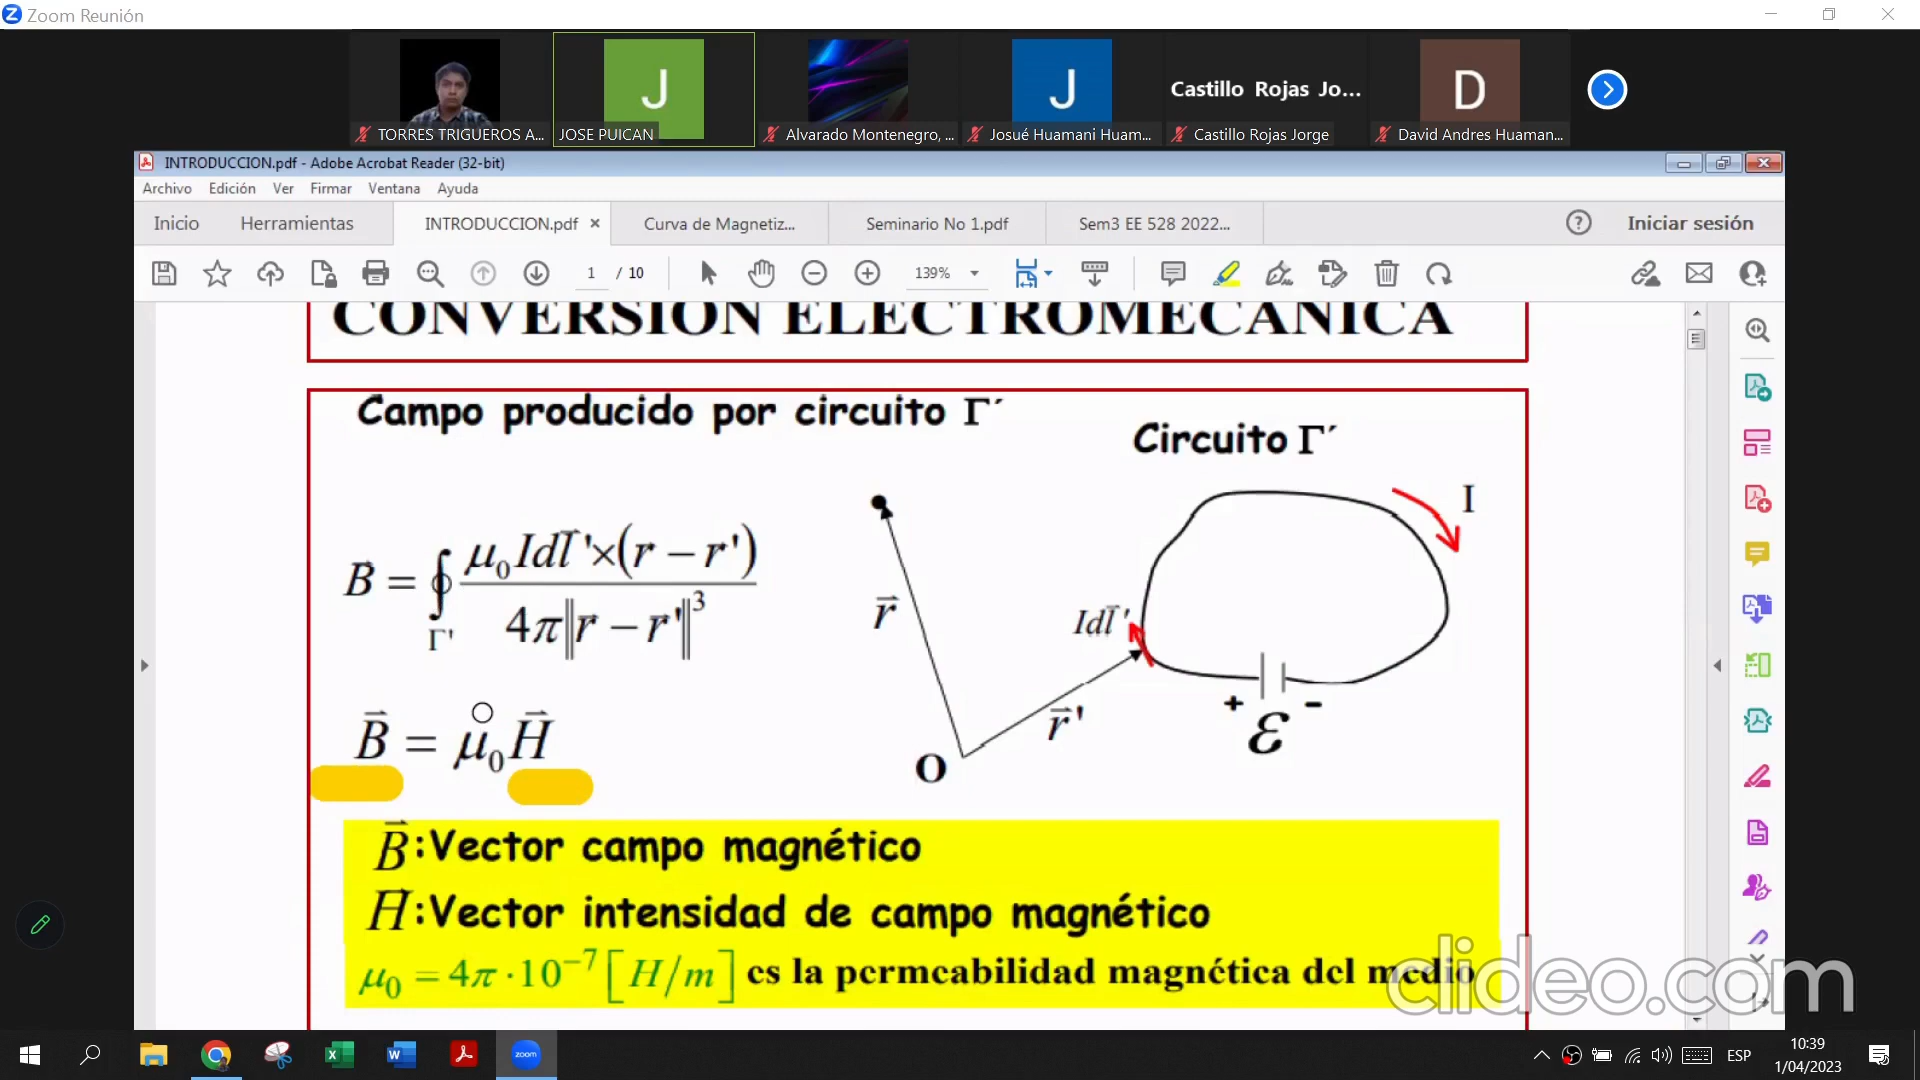 Zoom Reunión
J
J
Castillo Rojas Jo...
D
TORRES TRIGUEROS A...
JOSE PUICAN
Alvarado Montenegro, ...
Josué Huamani Huam...
Castillo Rojas Jorge
David Andres Huaman...
INTRODUCCION.pdf - Adobe Acrobat Reader (32-bit)
Archivo Edición Ver Firmar Ventana Ayuda
Inicio Herramientas INTRODUCCION.pdf × Curva de Magnetiz... Seminario No 1.pdf Sem3 EE 528 2022... ? Iniciar sesión
1 / 10 139%
CONVERSION ELECTROMECANICA
Campo producido por circuito Γ´
Circuito Γ´
I
B = ∮Γ' μ₀Idl'×(r − r') / 4π‖r − r'‖³
r
Idl'
B = μ₀H
r'
+ ε -
O
B:Vector campo magnético
H:Vector intensidad de campo magnético
μ₀ = 4π·10⁻⁷[H/m] es la permeabilidad magnética del medio
clideo.com
zoom
ESP
10:39
1/04/2023